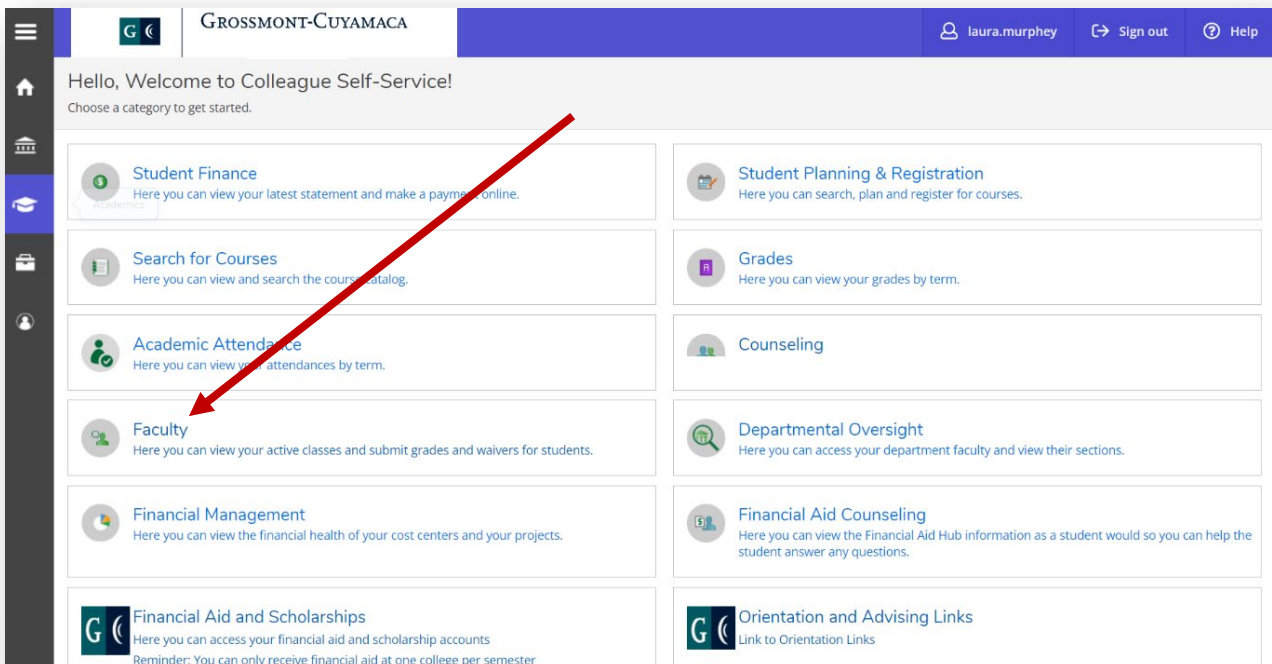 G
GROSSMONT-CUYAMACA
laura.murphey
Sign out
Help
Hello, Welcome to Colleague Self-Service!
Choose a category to get started.
Student Finance
Here you can view your latest statement and make a payment online.
Academics
Student Planning & Registration
Here you can search, plan and register for courses.
Search for Courses
Here you can view and search the course catalog.
Grades
Here you can view your grades by term.
Academic Attendance
Here you can view your attendances by term.
Counseling
Faculty
Here you can view your active classes and submit grades and waivers for students.
Departmental Oversight
Here you can access your department faculty and view their sections.
Financial Management
Here you can view the financial health of your cost centers and your projects.
Financial Aid Counseling
Here you can view the Financial Aid Hub information as a student would so you can help the
student answer any questions.
G
Financial Aid and Scholarships
Here you can access your financial aid and scholarship accounts
Reminder: You can only receive financial aid at one college per semester
G
Orientation and Advising Links
Link to Orientation Links